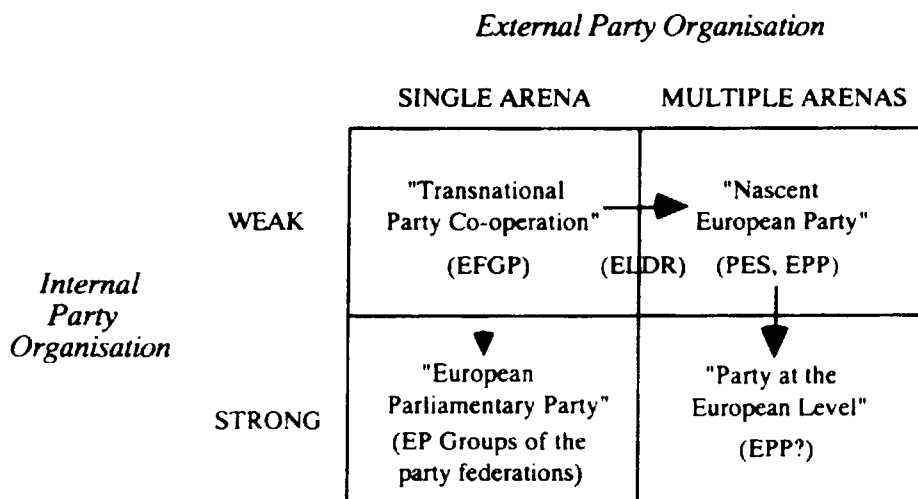 External Party Organisation
SINGLE ARENA MULTIPLE ARENAS
WEAK
"Transnational
Party Co-operation"
(EFGP)
(ELDR)
"Nascent
European Party"
(PES, EPP)
Internal
Party
Organisation
STRONG
"European
Parliamentary Party"
(EP Groups of the
party federations)
"Party at the
European Level"
(EPP?)